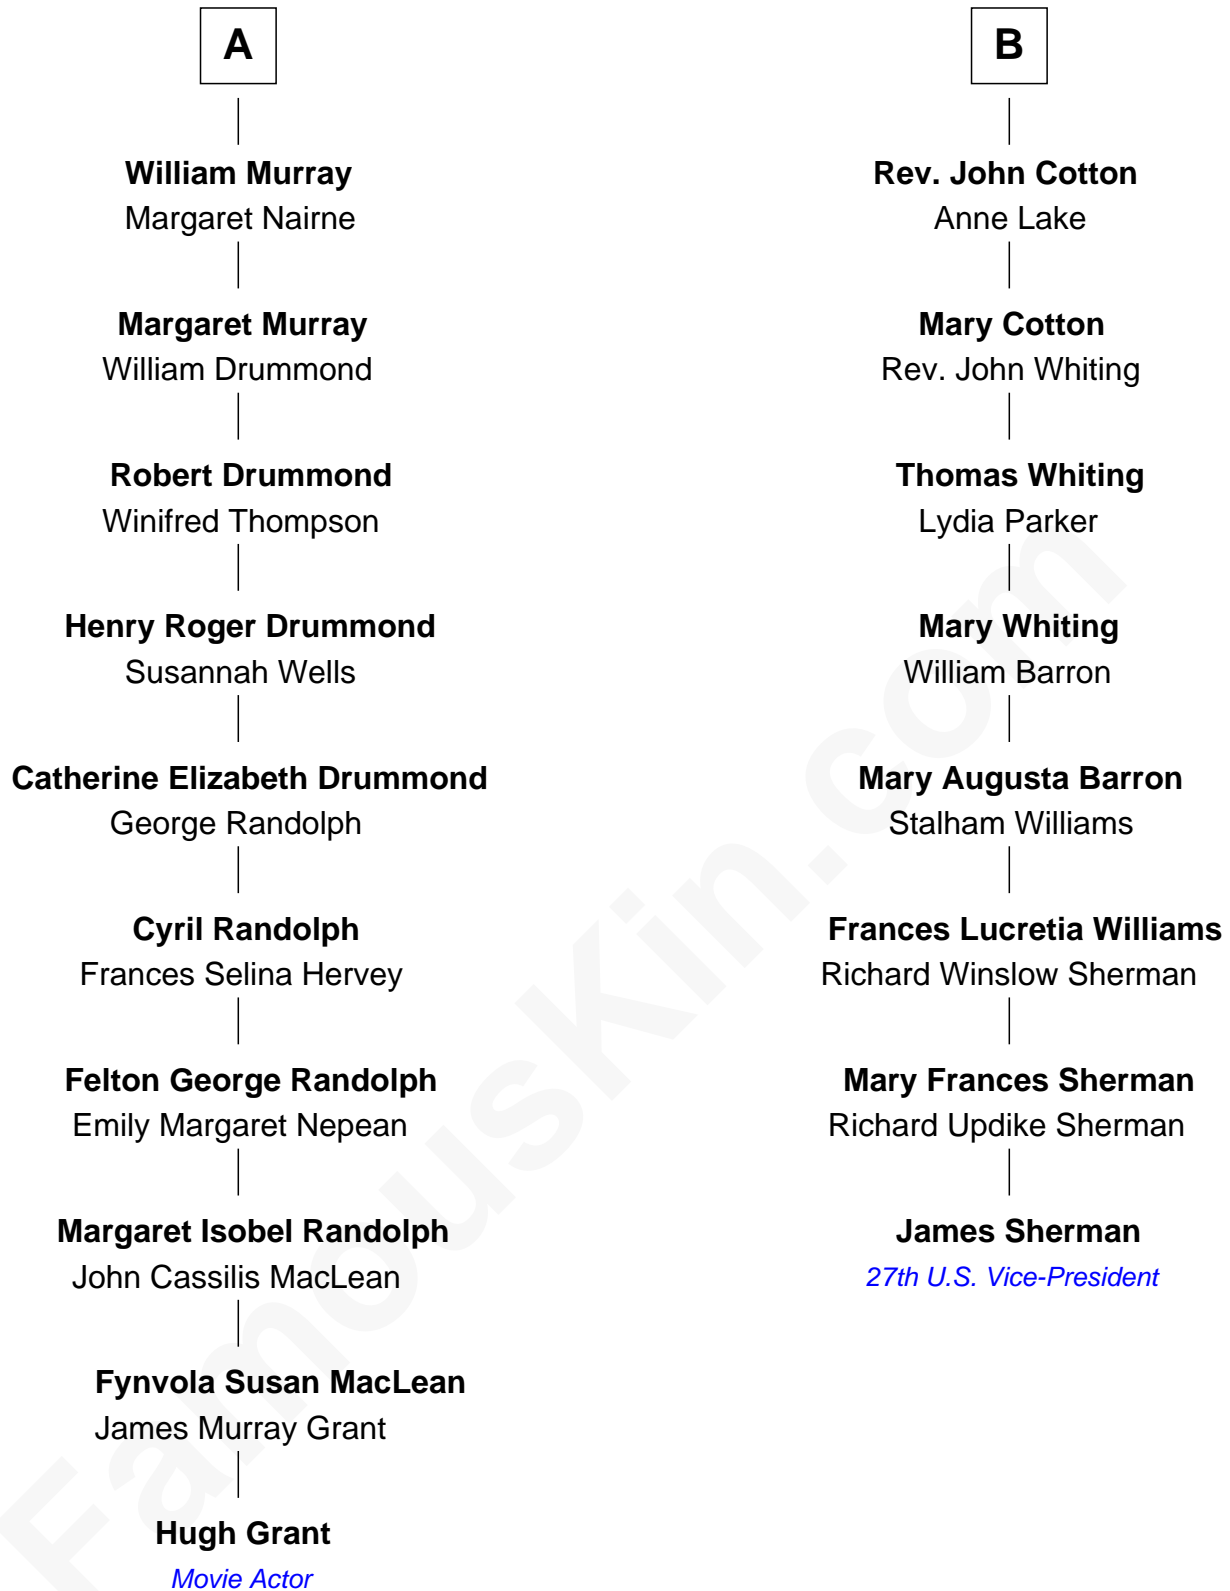 A
William Murray
Margaret Nairne
Margaret Murray
William Drummond
Robert Drummond
Winifred Thompson
Henry Roger Drummond
Susannah Wells
Catherine Elizabeth Drummond
George Randolph
Cyril Randolph
Frances Selina Hervey
Felton George Randolph
Emily Margaret Nepean
Margaret Isobel Randolph
John Cassilis MacLean
Fynvola Susan MacLean
James Murray Grant
Hugh Grant
Movie Actor
B
Rev. John Cotton
Anne Lake
Mary Cotton
Rev. John Whiting
Thomas Whiting
Lydia Parker
Mary Whiting
William Barron
Mary Augusta Barron
Stalham Williams
Frances Lucretia Williams
Richard Winslow Sherman
Mary Frances Sherman
Richard Updike Sherman
James Sherman
27th U.S. Vice-President
FamousKin.com